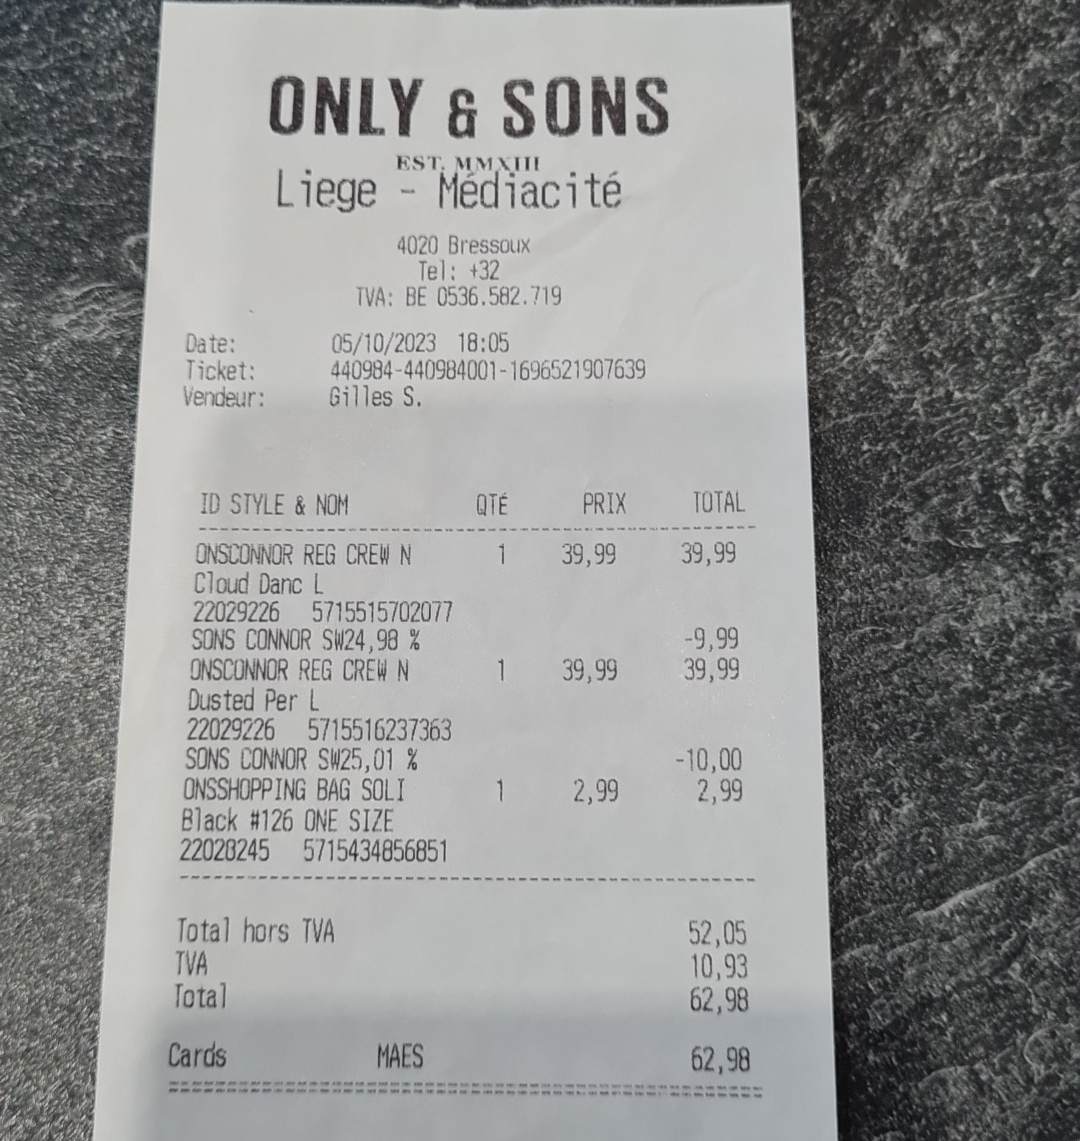 ONLY & SONS
EST. MMXIII
Liege - Médiacité
4020 Bressoux
Tel: +32
TVA: BE 0536.582.719
Date: 05/10/2023 18:05
Ticket: 440984-440984001-1696521907639
Vendeur: Gilles S.
ID STYLE & NOM QTÉ PRIX TOTAL
ONSCONNOR REG CREW N 1 39,99 39,99
Cloud Danc L
22029226 5715515702077
SONS CONNOR SW24,98 % -9,99
ONSCONNOR REG CREW N 1 39,99 39,99
Dusted Per L
22029226 5715516237363
SONS CONNOR SW25,01 % -10,00
ONSSHOPPING BAG SOLI 1 2,99 2,99
Black #126 ONE SIZE
22028245 5715434856851
Total hors TVA 52,05
TVA 10,93
Total 62,98
Cards MAES 62,98